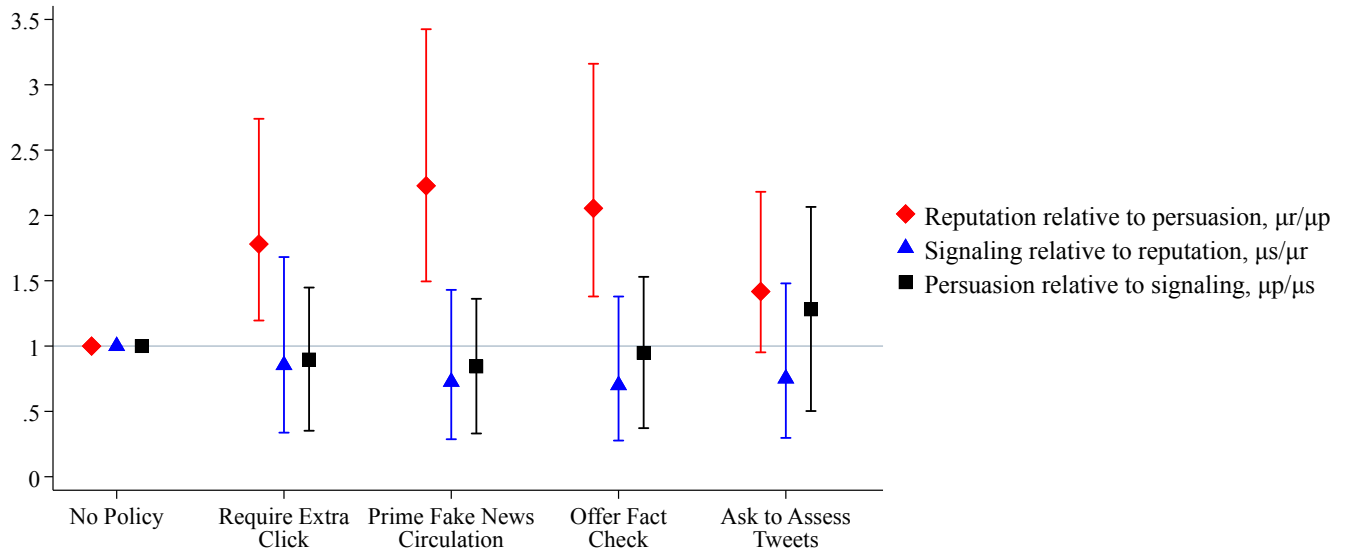 3.5
3
2.5
2
1.5
1
.5
0
No Policy
Require Extra
Click
Prime Fake News
Circulation
Offer Fact
Check
Ask to Assess
Tweets
Reputation relative to persuasion, μr/μp
Signaling relative to reputation, μs/μr
Persuasion relative to signaling, μp/μs